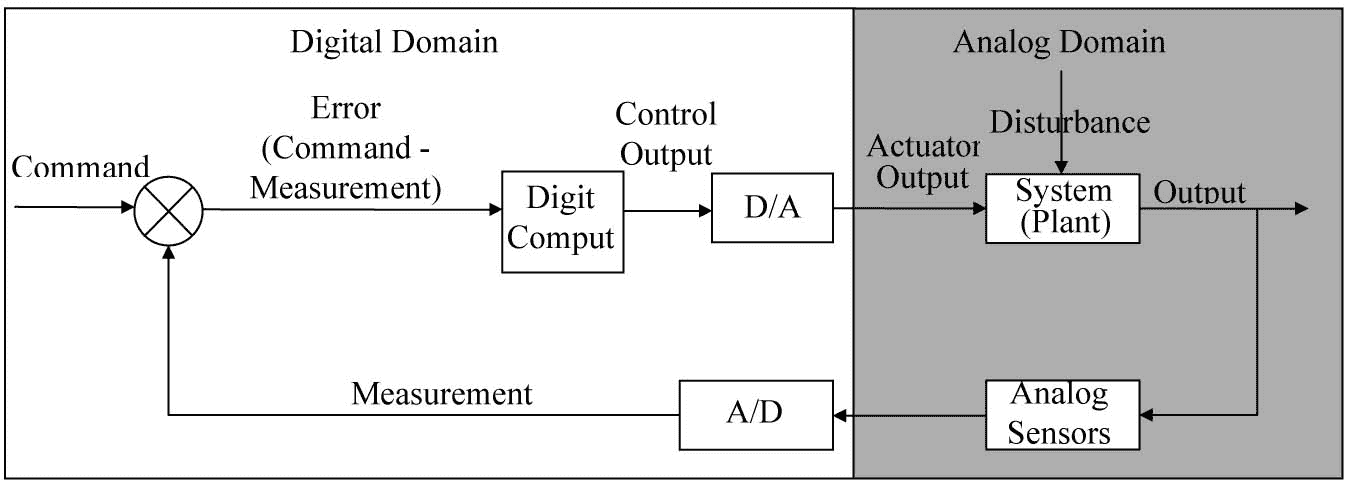 Digital Domain
Analog Domain
Error
(Command -
Measurement)
Control
Output
Disturbance
Actuator
Output
Command
Digit
Comput
D/A
System
(Plant)
Output
Measurement
A/D
Analog
Sensors